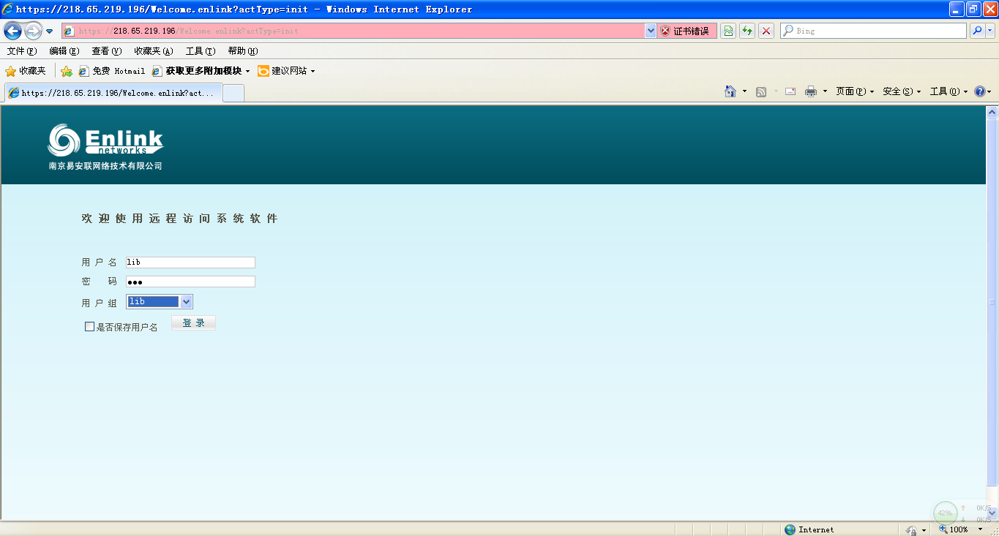 https://218.65.219.196/Welcome.enlink?actType=init - Windows Internet Explorer
https://218.65.219.196/Welcome.enlink?actType=init 证书错误 Bing
文件(F) 编辑(E) 查看(V) 收藏夹(A) 工具(T) 帮助(H)
收藏夹 免费 Hotmail 获取更多附加模块 建议网站
https://218.65.219.196/Welcome.enlink?act... 页面(P) 安全(S) 工具(O)
Enlink
networks
南京易安联网络技术有限公司
欢迎使用远程访问系统软件
用户名 lib
密 码 ●●●
用户组 lib
是否保存用户名 登 录
42% 0K/S
0K/S
Internet 100%